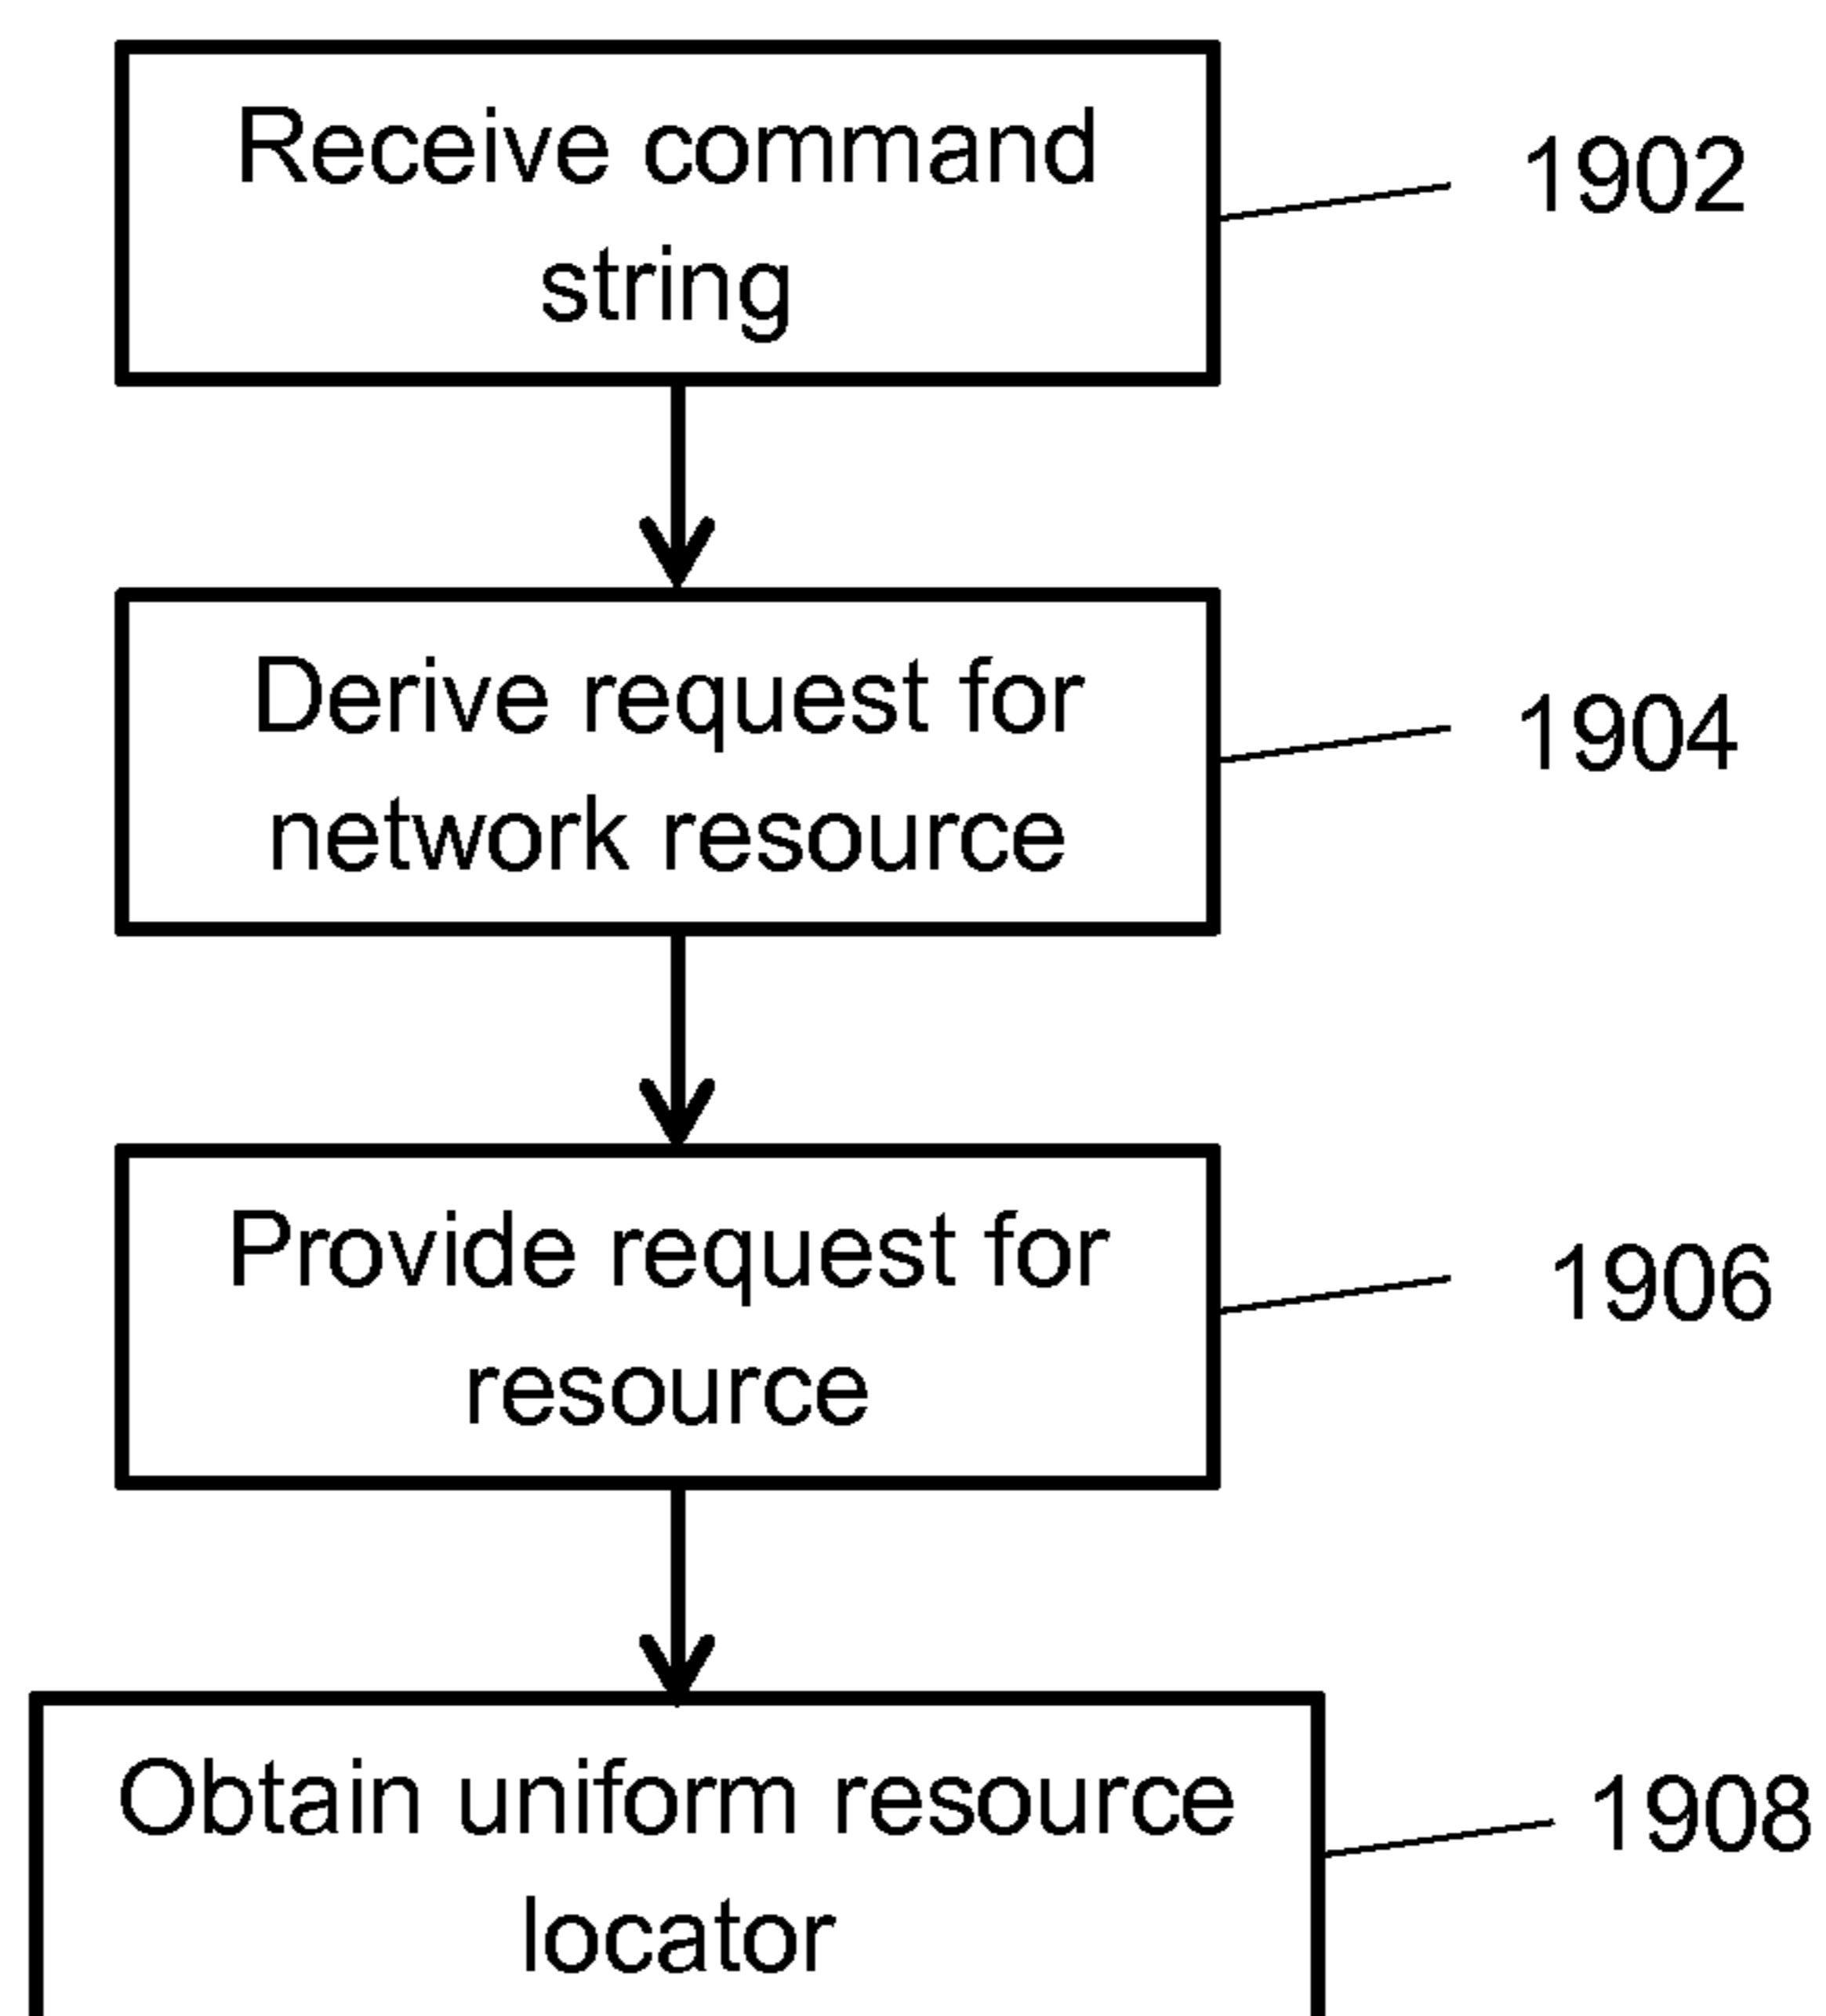 Receive command
string
1902
Derive request for
network resource
1904
Provide request for
resource
1906
Obtain uniform resource
locator
1908